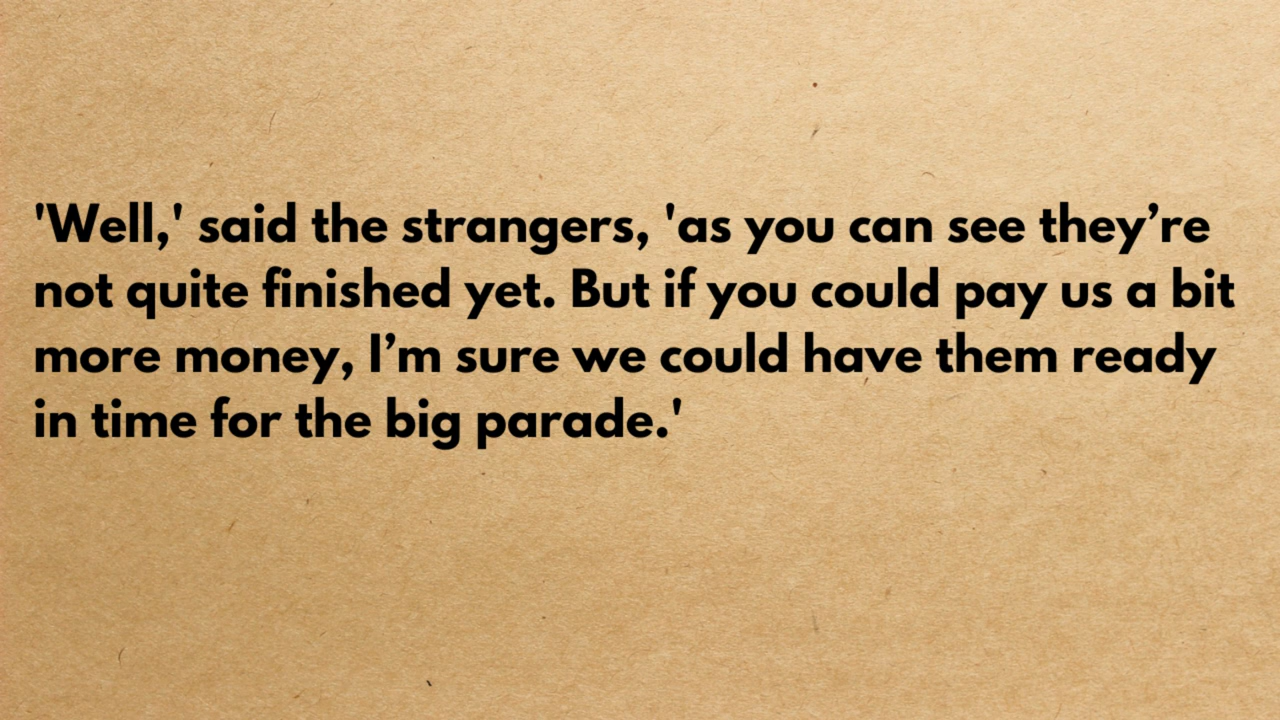 'Well,' said the strangers, 'as you can see they’re
not quite finished yet. But if you could pay us a bit
more money, I’m sure we could have them ready
in time for the big parade.'